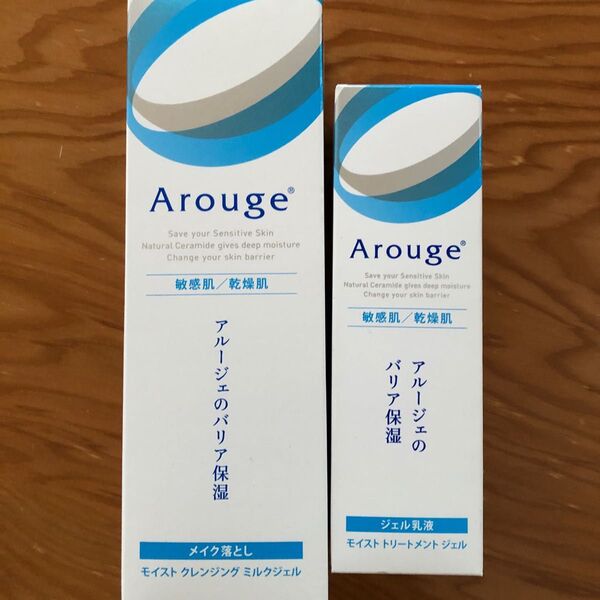 Arouge®
Save your Sensitive Skin
Natural Ceramide gives deep moisture
Change your skin barrier
敏感肌／乾燥肌
アルージェのバリア保湿
メイク落とし
モイスト クレンジング ミルクジェル
Arouge®
Save your Sensitive Skin
Natural Ceramide gives deep moisture
Change your skin barrier
敏感肌／乾燥肌
アルージェの
バリア保湿
ジェル乳液
モイスト トリートメント ジェル